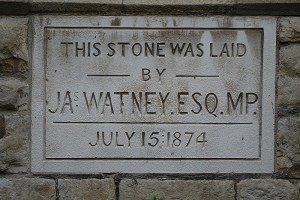 THIS STONE WAS LAID
BY
JAS WATNEY. ESQ. MP.
JULY 15: 1874